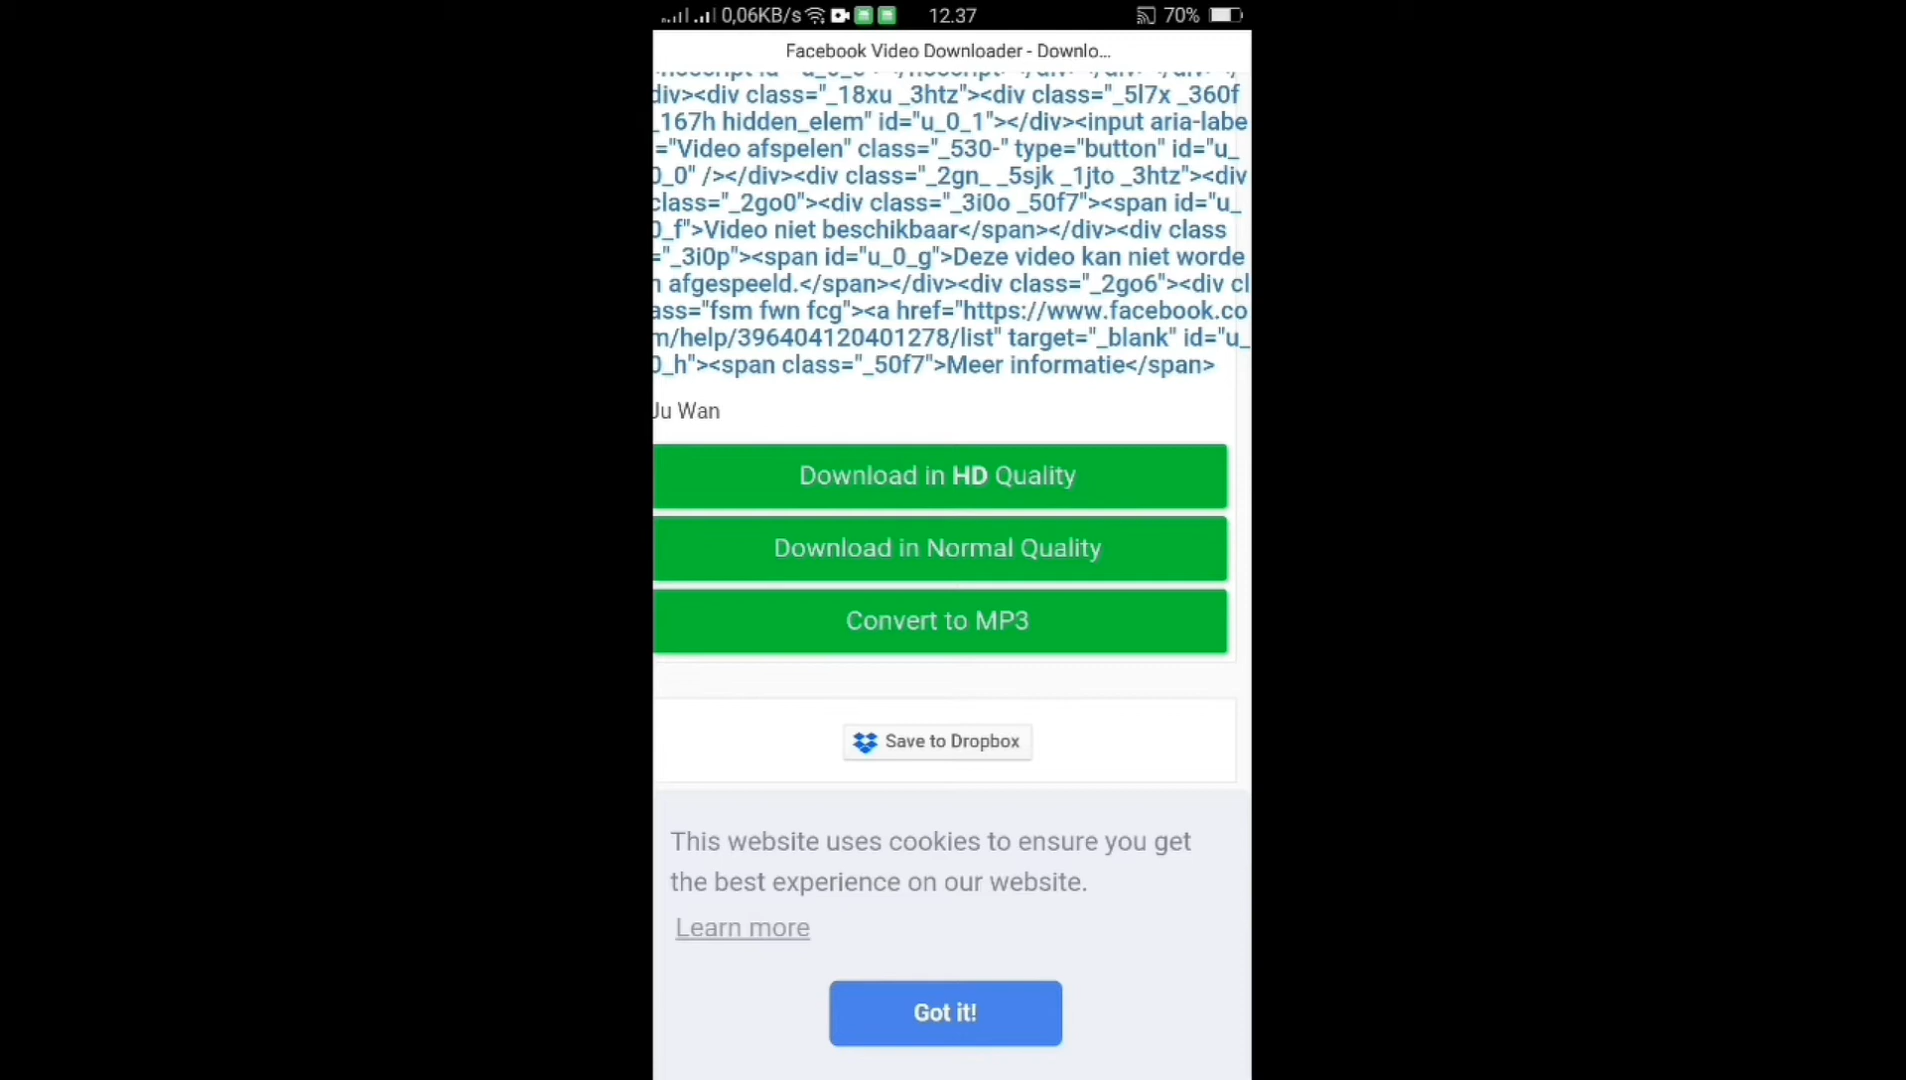 0,06KB/s 12.37 70%
Facebook Video Downloader - Downlo...
div><div class="_18xu _3htz"><div class="_5l7x _360f
_167h hidden_elem" id="u_0_1"></div><input aria-labe
="Video afspelen" class="_530-" type="button" id="u_
0_0" /></div><div class="_2gn_ _5sjk _1jto _3htz"><div
class="_2go0"><div class="_3i0o _50f7"><span id="u_
0_f">Video niet beschikbaar</span></div><div class
="_3i0p"><span id="u_0_g">Deze video kan niet worde
n afgespeeld.</span></div><div class="_2go6"><div cl
ass="fsm fwn fcg"><a href="https://www.facebook.co
m/help/396404120401278/list" target="_blank" id="u_
0_h"><span class="_50f7">Meer informatie</span>
Ju Wan
Download in HD Quality
Download in Normal Quality
Convert to MP3
Save to Dropbox
This website uses cookies to ensure you get
the best experience on our website.
Learn more
Got it!